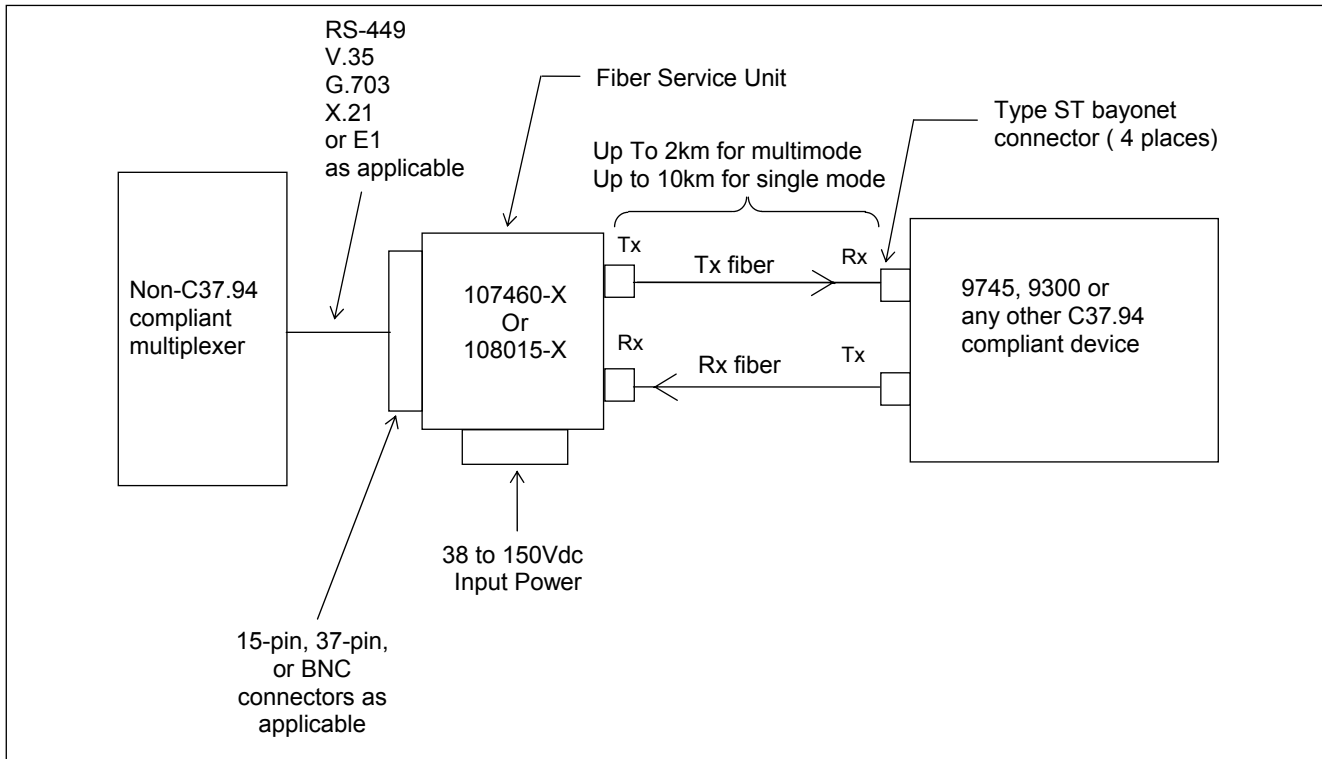 RS-449
V.35
G.703
X.21
or E1
as applicable
Fiber Service Unit
Type ST bayonet
connector ( 4 places)
Up To 2km for multimode
Up to 10km for single mode
Non-C37.94
compliant
multiplexer
107460-X
Or
108015-X
Tx
Tx fiber
Rx
Rx
Rx fiber
Tx
9745, 9300 or
any other C37.94
compliant device
38 to 150Vdc
Input Power
15-pin, 37-pin,
or BNC
connectors as
applicable